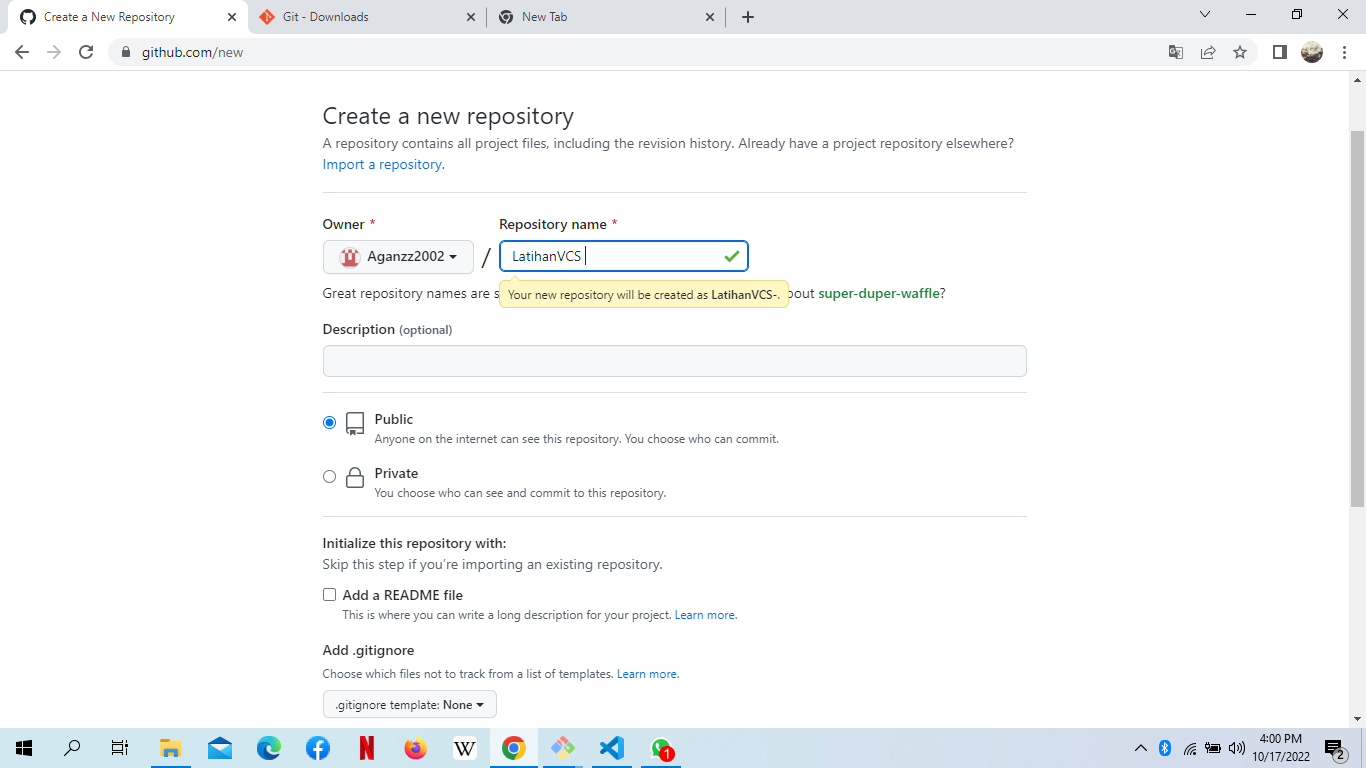 Create a New Repository
Git - Downloads
New Tab
github.com/new
Create a new repository
A repository contains all project files, including the revision history. Already have a project repository elsewhere?
Import a repository.
Owner *
Repository name *
Aganzz2002
/
LatihanVCS
Great repository names are s
Your new repository will be created as LatihanVCS-.
bout super-duper-waffle?
Description (optional)
Public
Anyone on the internet can see this repository. You choose who can commit.
Private
You choose who can see and commit to this repository.
Initialize this repository with:
Skip this step if you're importing an existing repository.
Add a README file
This is where you can write a long description for your project. Learn more.
Add .gitignore
Choose which files not to track from a list of templates. Learn more.
.gitignore template: None
N
W
1
4:00 PM
10/17/2022
2